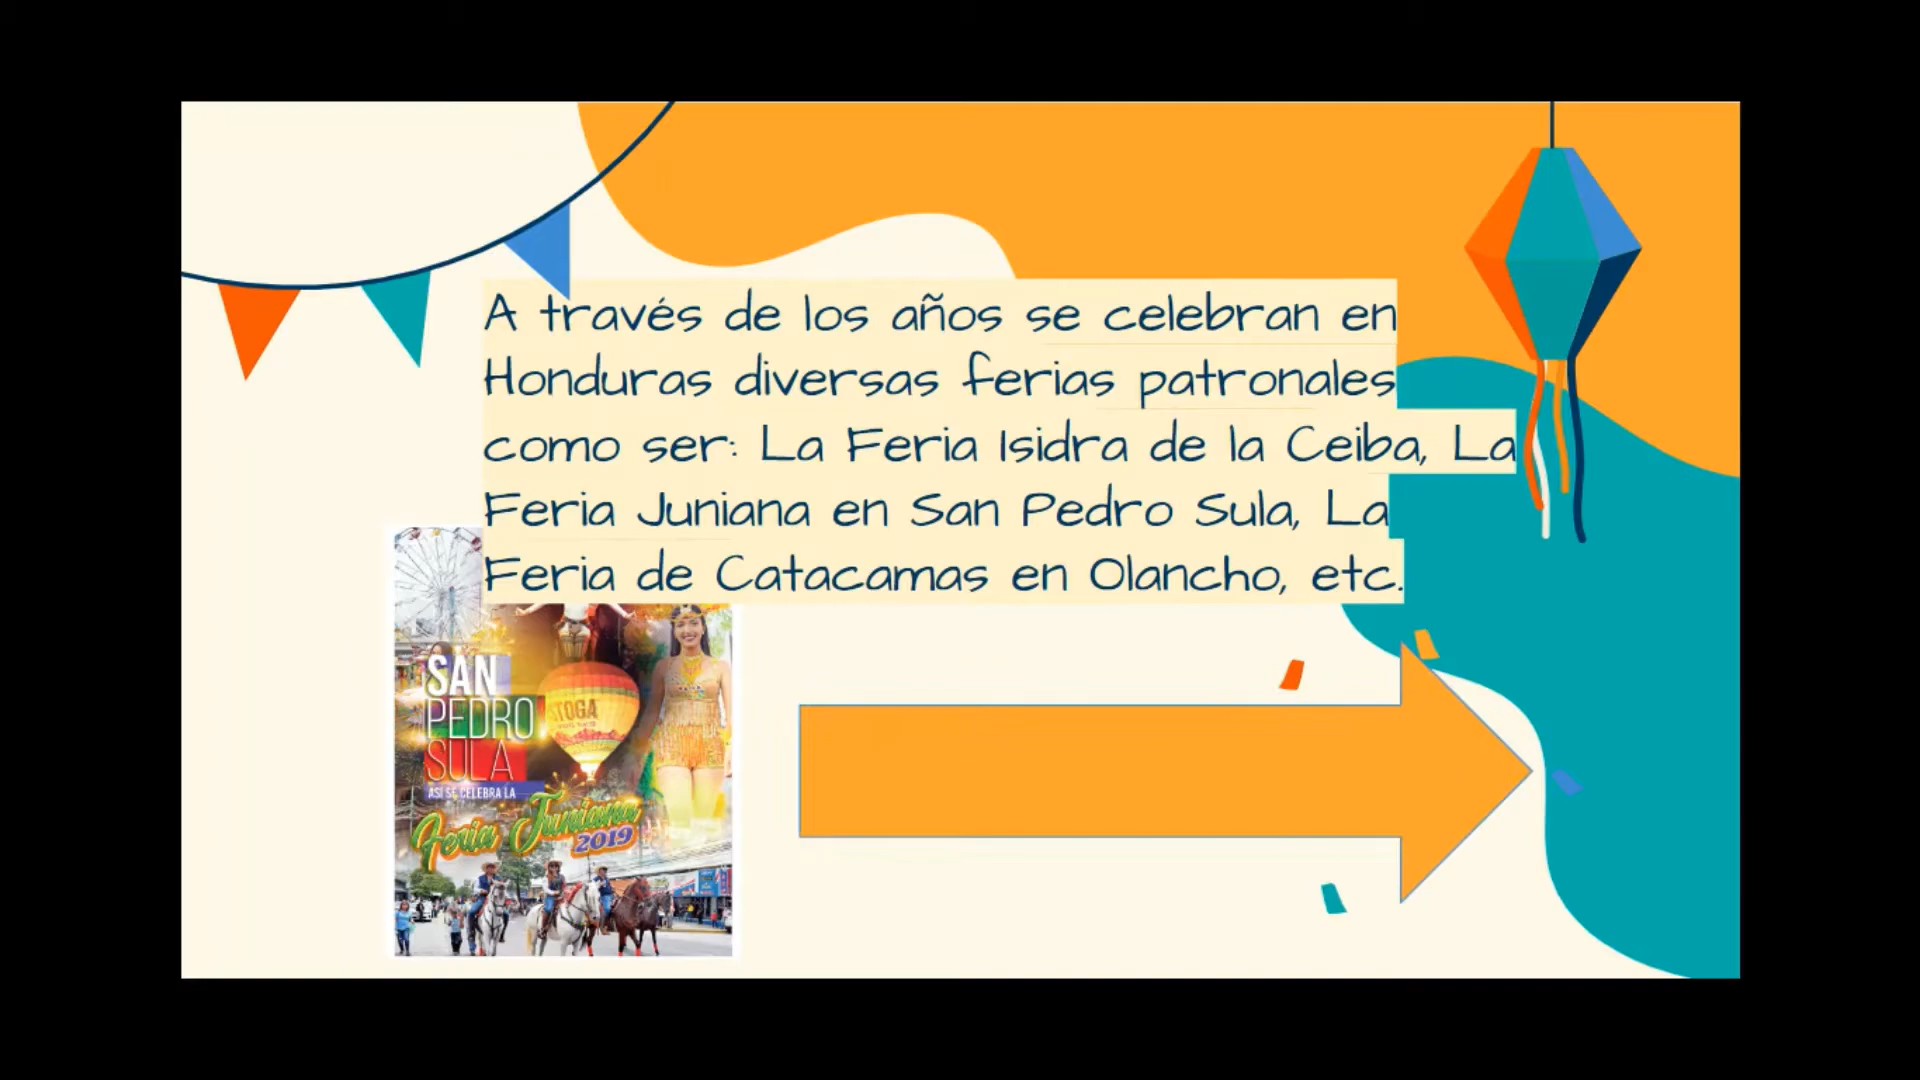 A través de los años se celebran en
Honduras diversas ferias patronales
como ser: La Feria Isidra de la Ceiba, La
Feria Juniana en San Pedro Sula, La
Feria de Catacamas en Olancho, etc.
SAN
PEDRO
SULA
ASÍ SE CELEBRA LA
Feria Juniana
2019
STOGA